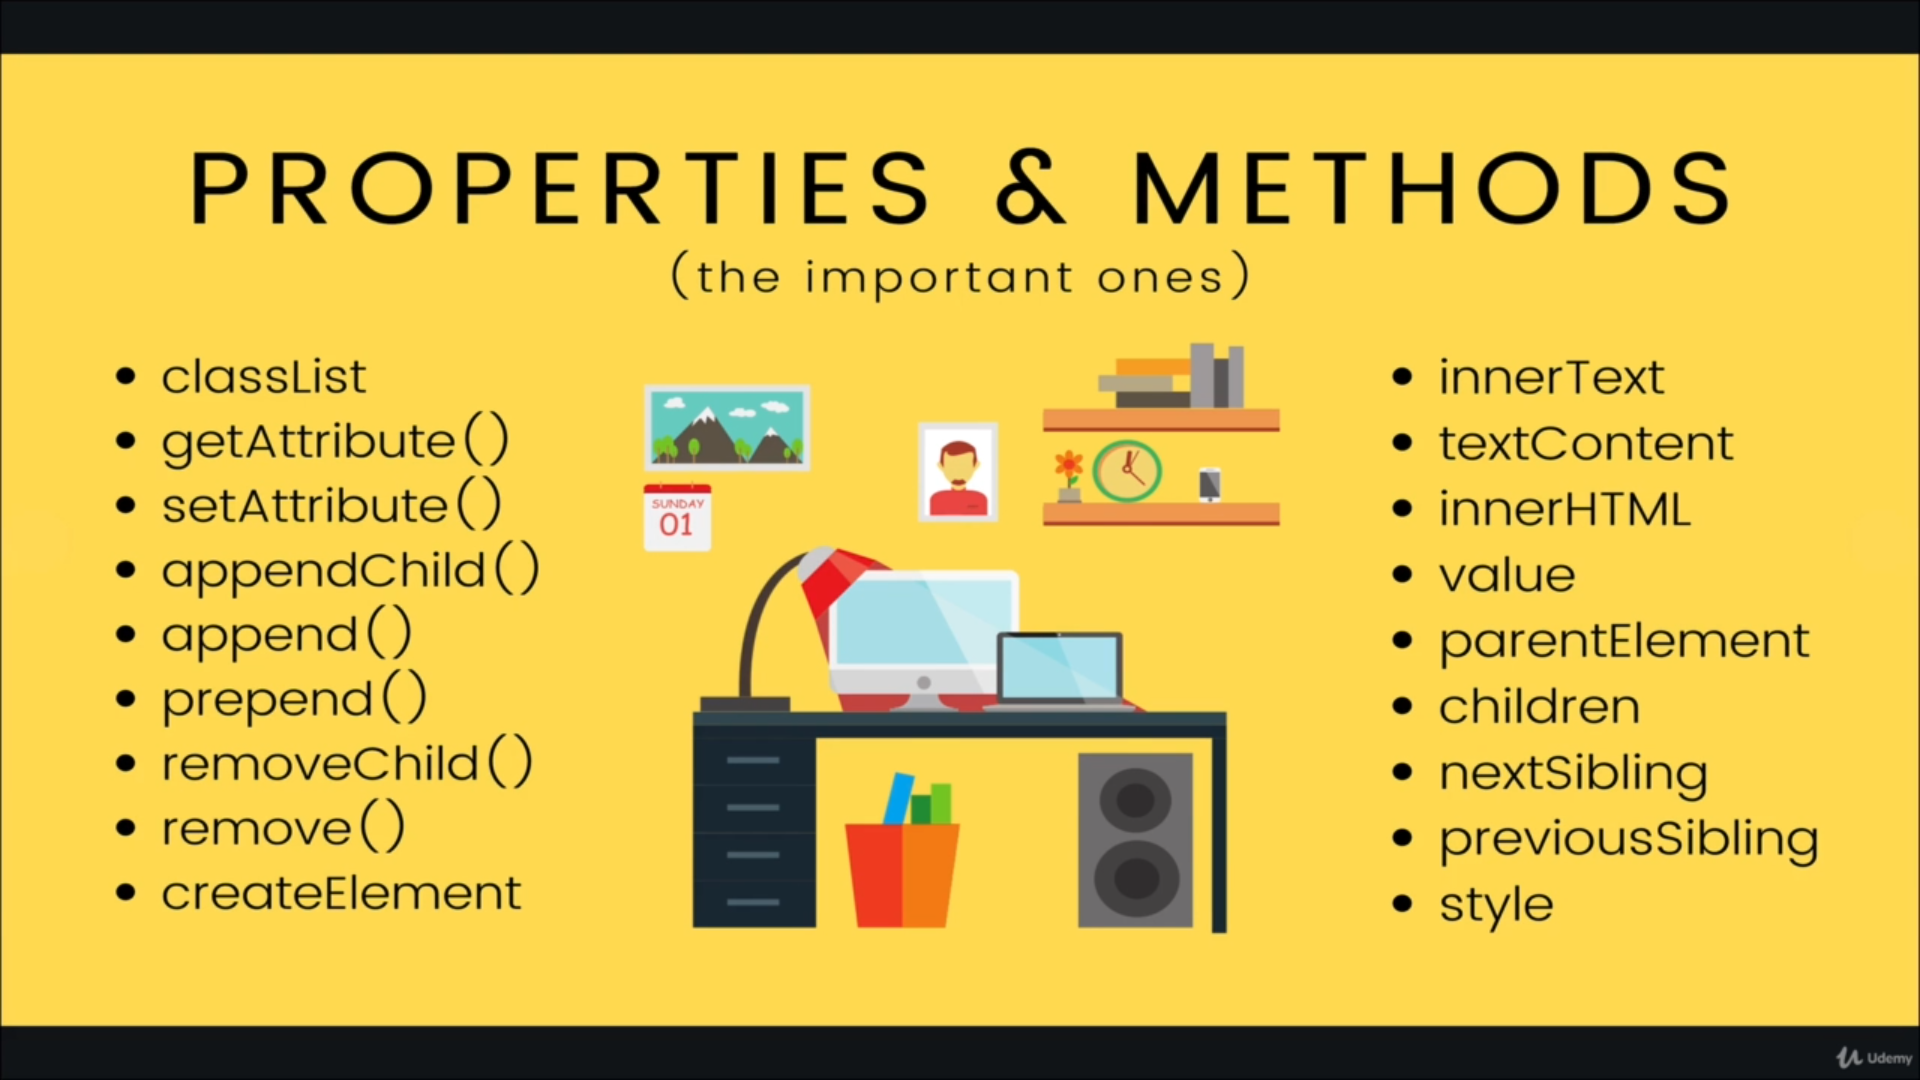 PROPERTIES & METHODS
(the important ones)
• classList
• getAttribute()
• setAttribute()
• appendChild()
• append()
• prepend()
• removeChild()
• remove()
• createElement
SUNDAY
01
• innerText
• textContent
• innerHTML
• value
• parentElement
• children
• nextSibling
• previousSibling
• style
Udemy